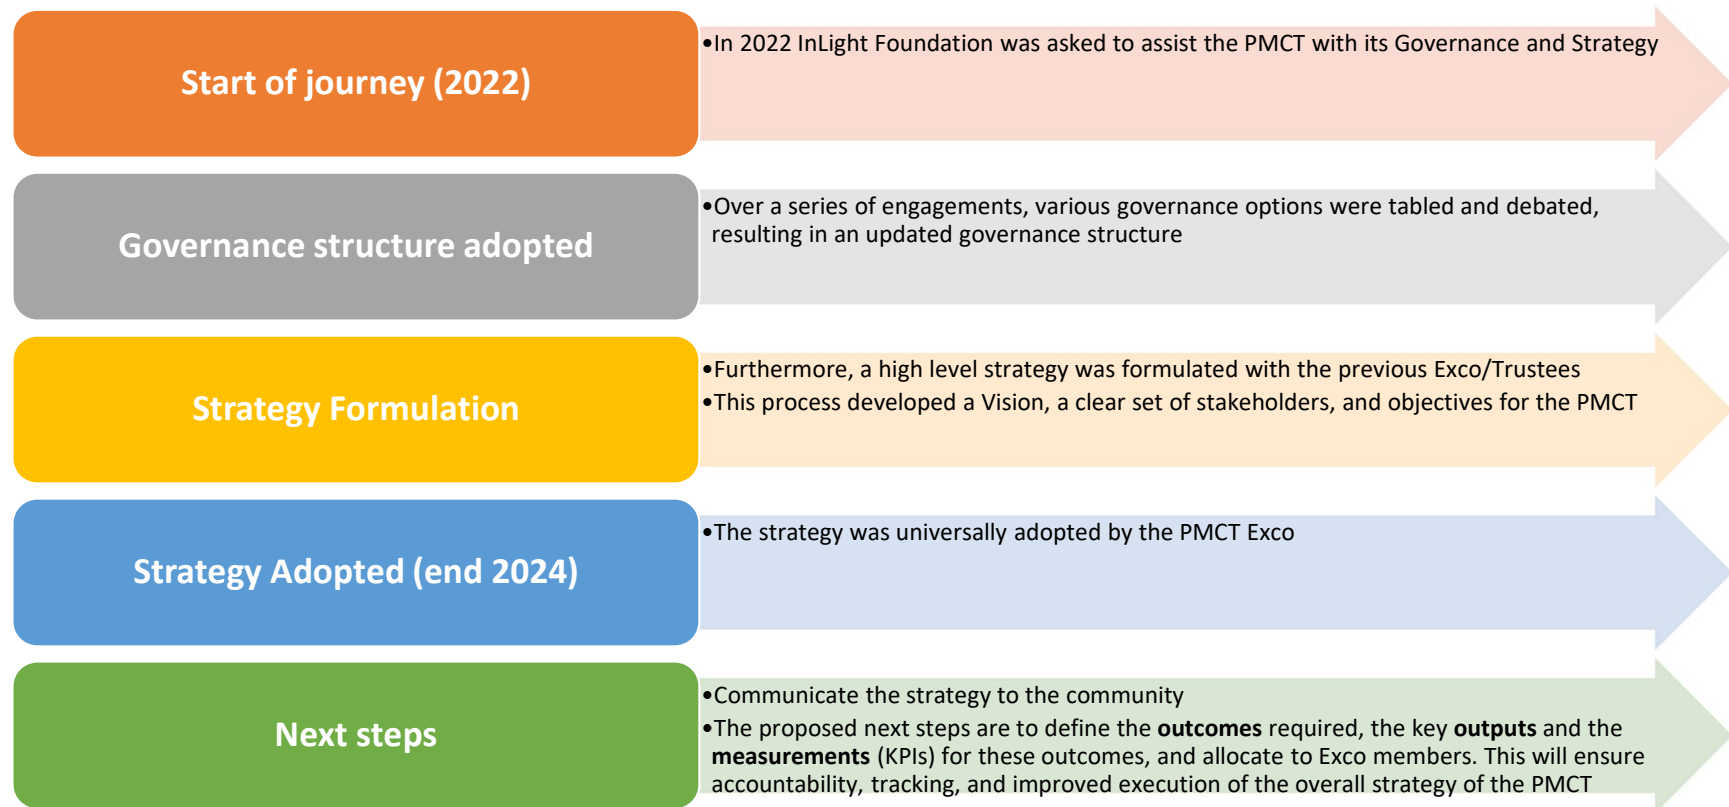 Start of journey (2022)
•In 2022 InLight Foundation was asked to assist the PMCT with its Governance and Strategy
Governance structure adopted
•Over a series of engagements, various governance options were tabled and debated,
resulting in an updated governance structure
Strategy Formulation
•Furthermore, a high level strategy was formulated with the previous Exco/Trustees
•This process developed a Vision, a clear set of stakeholders, and objectives for the PMCT
Strategy Adopted (end 2024)
•The strategy was universally adopted by the PMCT Exco
Next steps
•Communicate the strategy to the community
•The proposed next steps are to define the outcomes required, the key outputs and the
measurements (KPIs) for these outcomes, and allocate to Exco members. This will ensure
accountability, tracking, and improved execution of the overall strategy of the PMCT